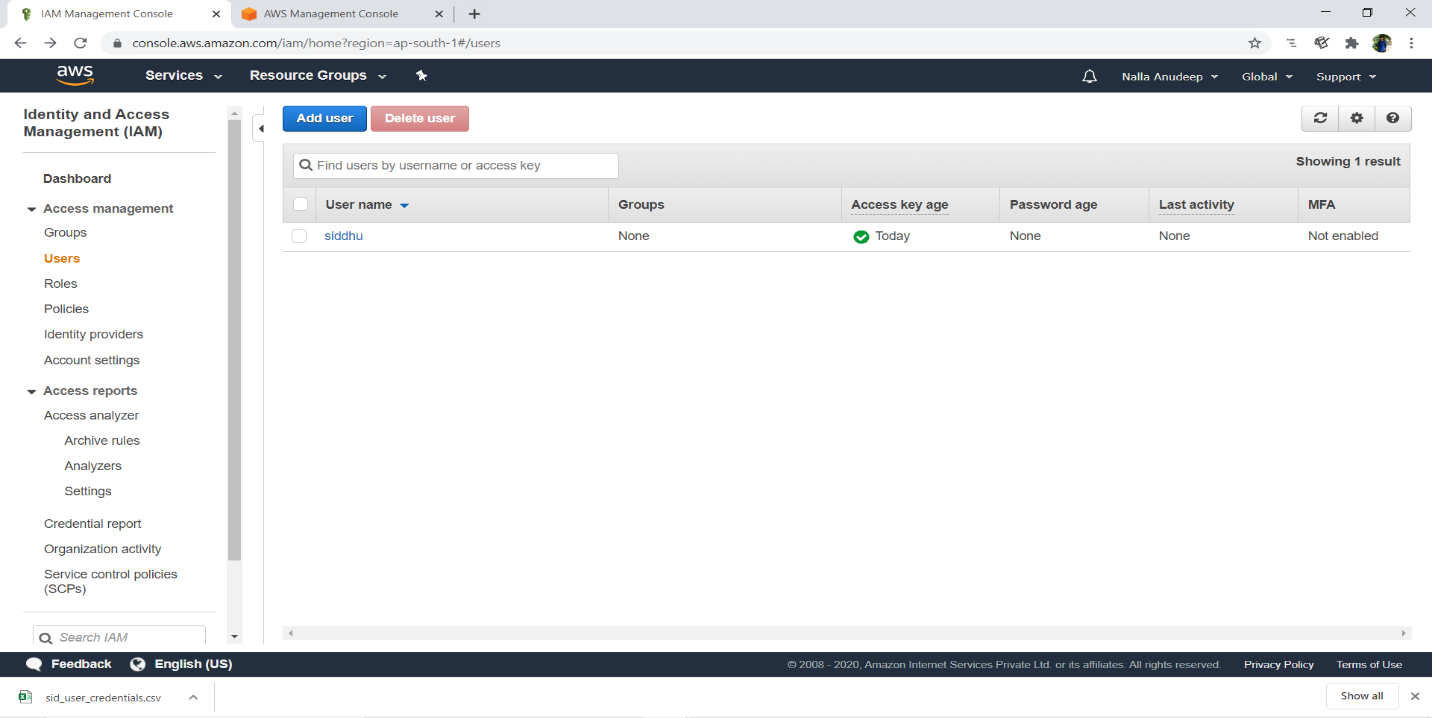 IAM Management Console
AWS Management Console
console.aws.amazon.com/iam/home?region=ap-south-1#/users
aws Services Resource Groups Nalla Anudeep Global Support
Identity and Access
Management (IAM)
Dashboard
Access management
Groups
Users
Roles
Policies
Identity providers
Account settings
Access reports
Access analyzer
Archive rules
Analyzers
Settings
Credential report
Organization activity
Service control policies
(SCPs)
Search IAM
Add user Delete user
Find users by username or access key
Showing 1 result
User name Groups Access key age Password age Last activity MFA
siddhu None Today None None Not enabled
Feedback English (US) © 2008 - 2020, Amazon Internet Services Private Ltd. or its affiliates. All rights reserved. Privacy Policy Terms of Use
sid_user_credentials.csv Show all